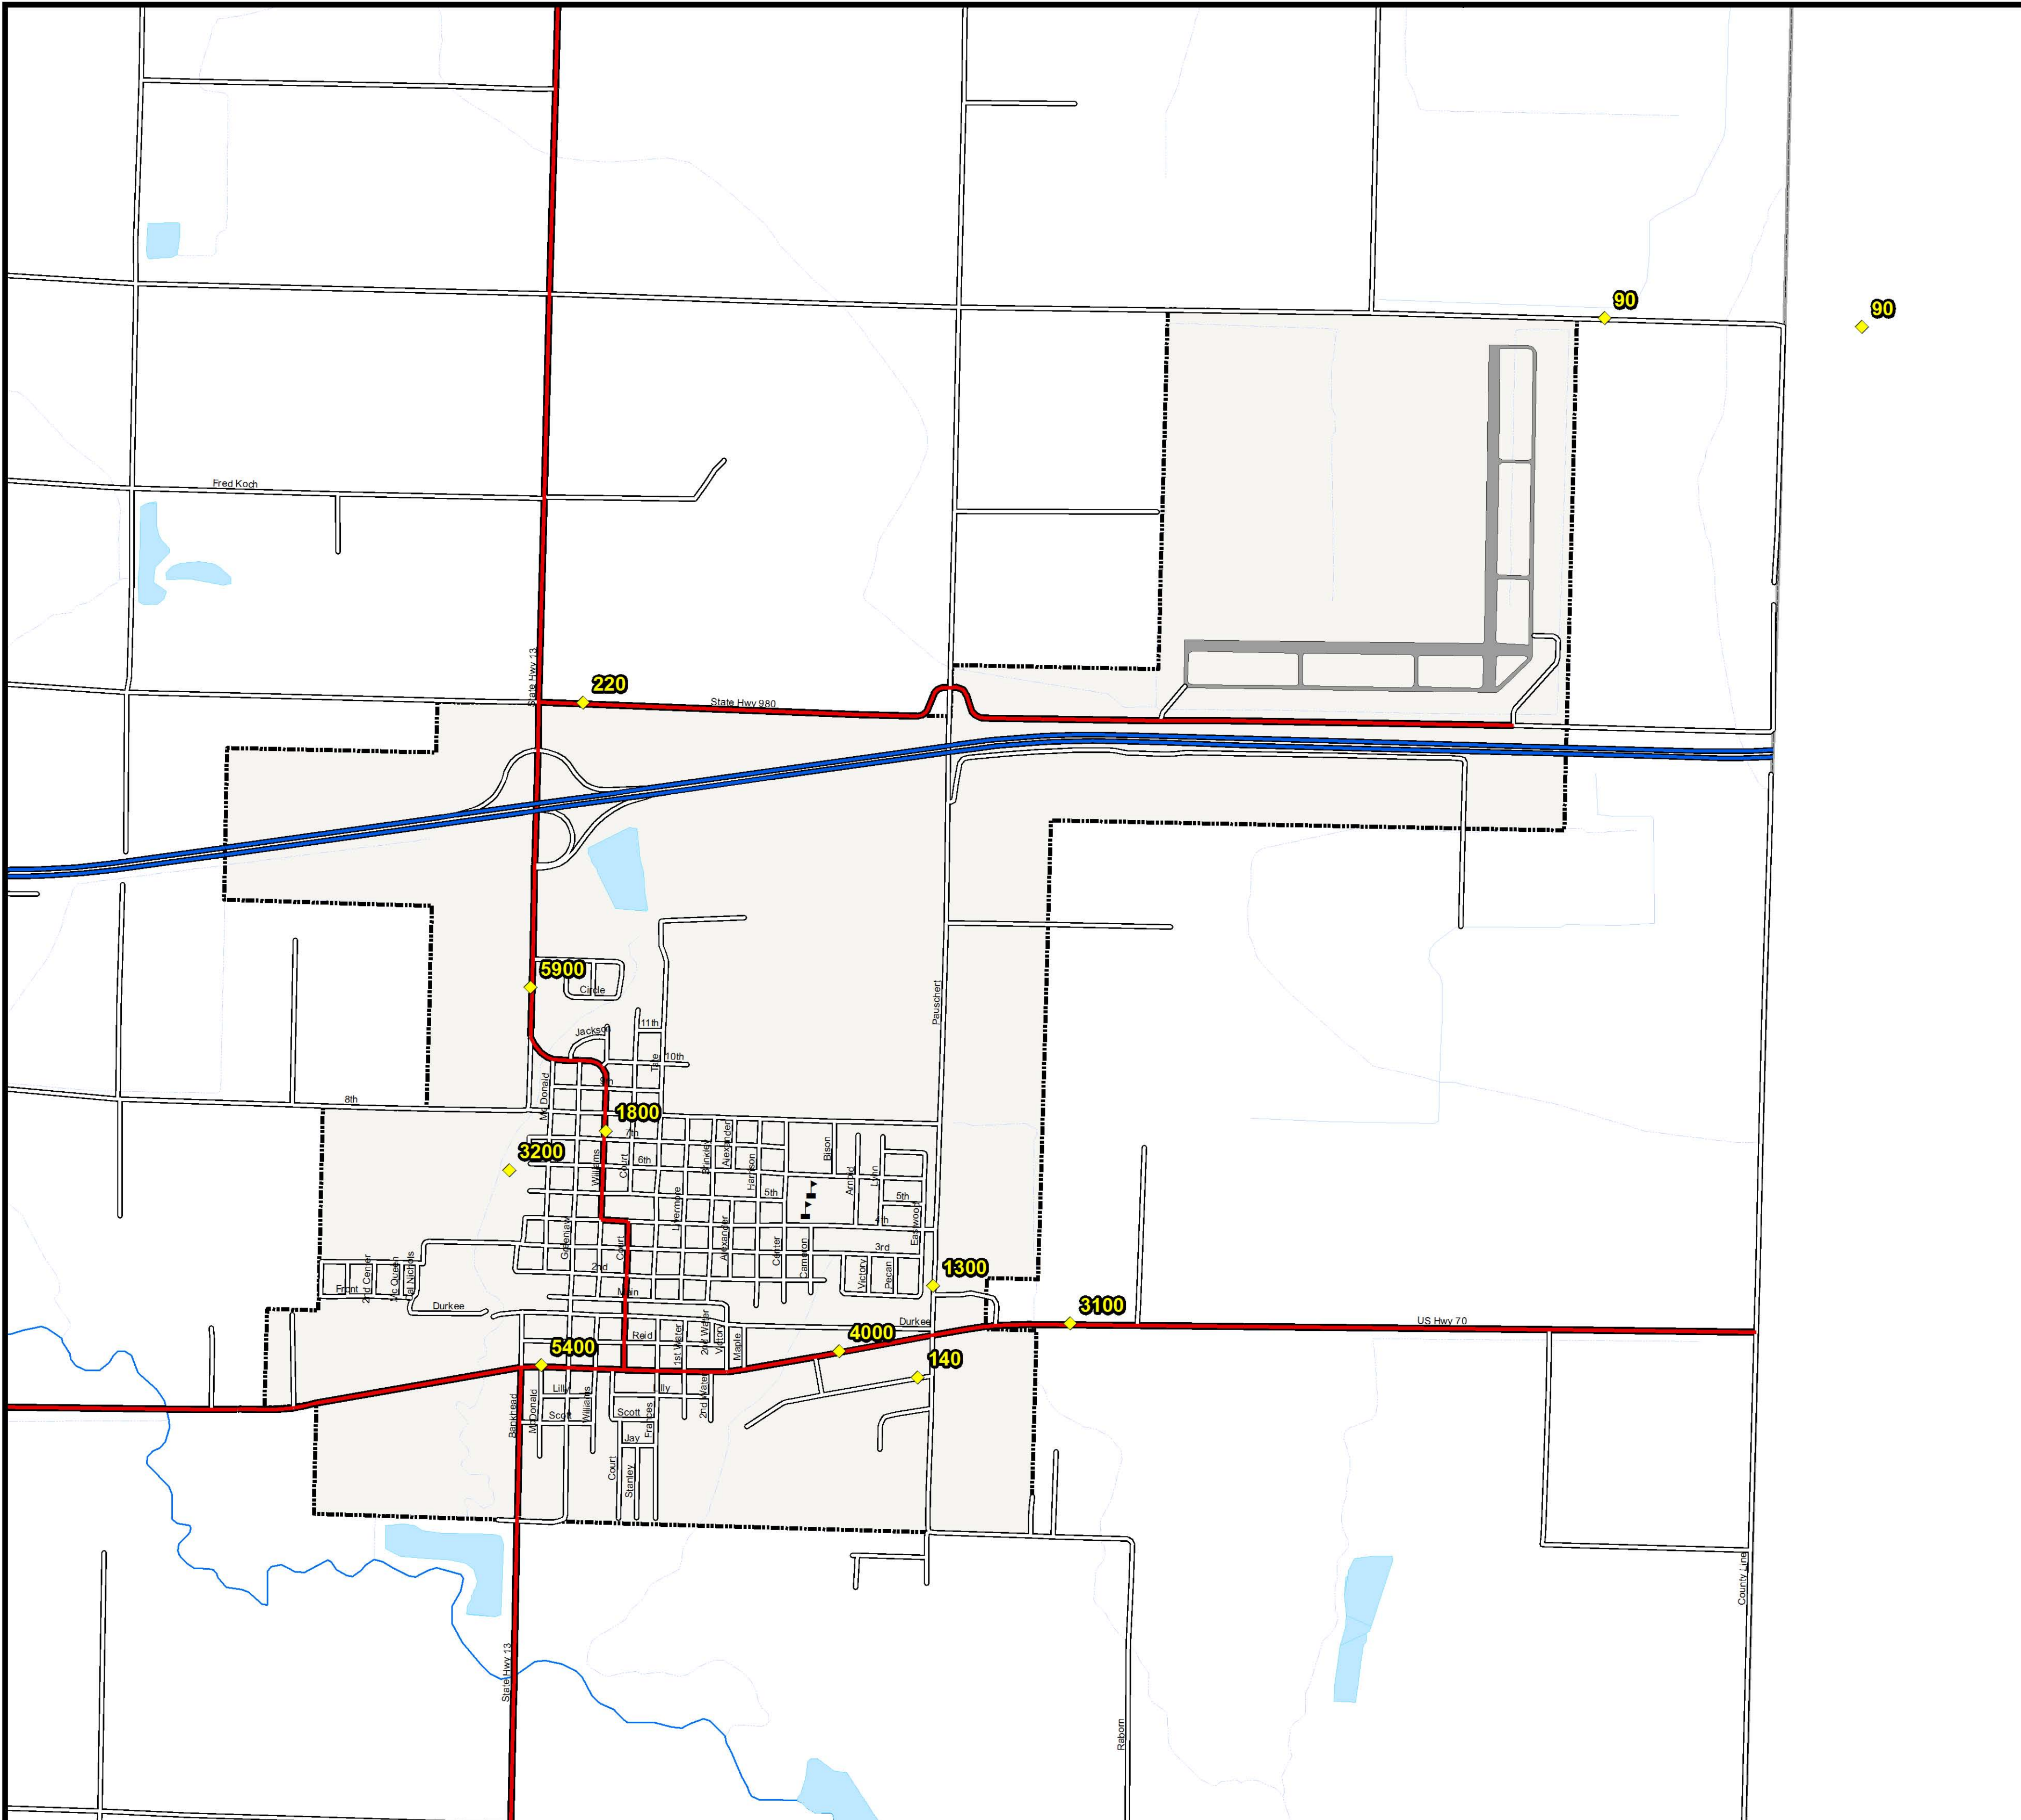 90
90
Fred Koch
State Hwy 13
220
State Hwy 980
5900
Circle
Pauschert
Jackson
11th
Tate
10th
9th
McDonald
8th
1800
7th
3200
Williams
Court
6th
Brinkley
Alexander
Harrison
Bison
Arnold
Lynn
5th
5th
Livermore
4th
Eastwood
Greenlaw
Court
Alexander
Center
Cameron
3rd
2nd
Victory
Pecan
1300
Front
2nd Center
Mc Queen
Hal Nichols
Main
Durkee
3100
Durkee
US Hwy 70
Reid
1st Water
2nd Water
Victory
Maple
4000
5400
140
Bankhead
McDonald
Lilly
Williams
Lilly
2nd Water
Scott
Scott
Frances
Jay
Court
Stanley
County Line
State Hwy 13
Raborn